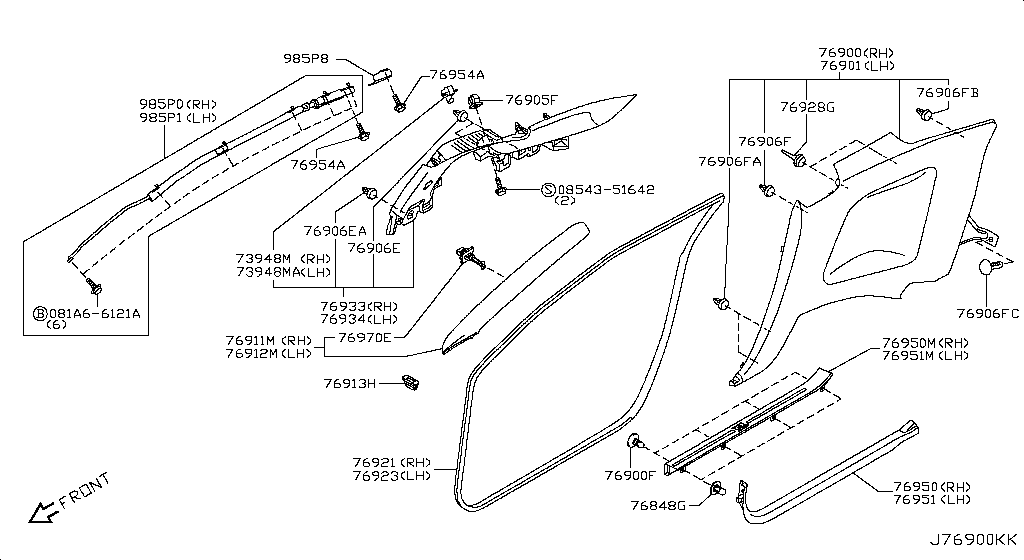 985P8
76954A
985P0(RH)
985P1(LH)
76954A
B081A6-6121A
(6)
76905F
S08543-51642
(2)
76906EA
76906E
73948M (RH)
73948MA(LH)
76933(RH)
76934(LH)
76911M(RH)
76912M(LH)
76970E
76913H
76921(RH)
76923(LH)
76900(RH)
76901(LH)
76906FB
76928G
76906F
76906FA
76906FC
76950M(RH)
76951M(LH)
76900F
76848G
76950(RH)
76951(LH)
FRONT
J76900KK